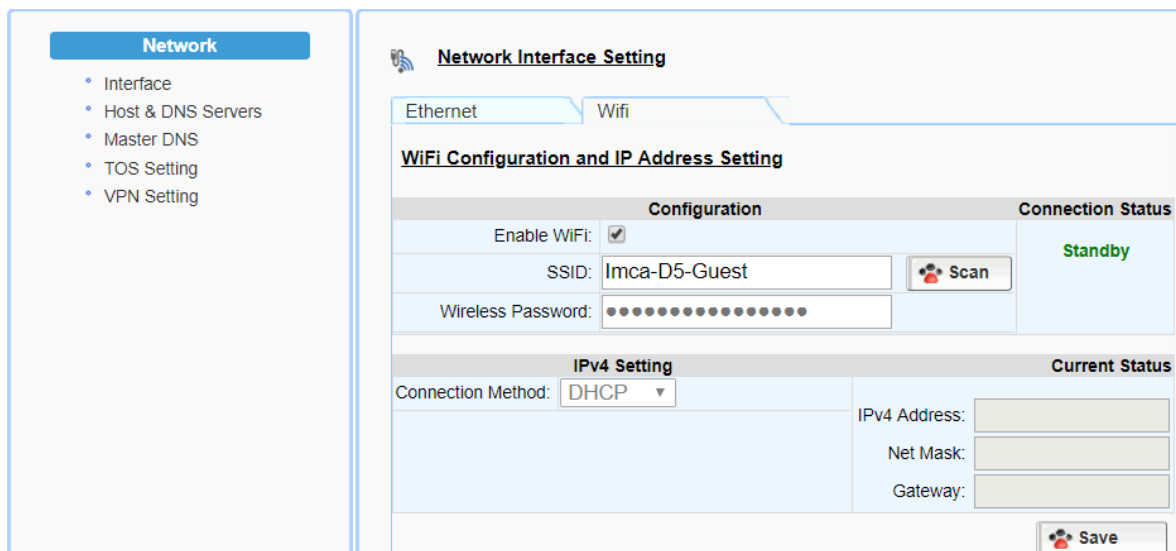 Network
Interface
Host & DNS Servers
Master DNS
TOS Setting
VPN Setting
Network Interface Setting
Ethernet Wifi
WiFi Configuration and IP Address Setting
Configuration Connection Status
Enable WiFi: Standby
SSID: Imca-D5-Guest Scan
Wireless Password: ●●●●●●●●●●●●●●●●
IPv4 Setting Current Status
Connection Method: DHCP
IPv4 Address:
Net Mask:
Gateway:
Save